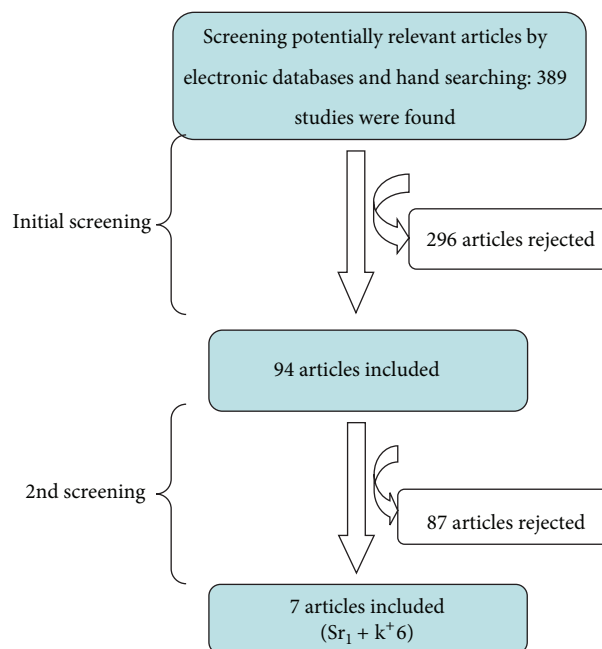 Screening potentially relevant articles by
electronic databases and hand searching: 389
studies were found
Initial screening
296 articles rejected
94 articles included
2nd screening
87 articles rejected
7 articles included
(Sr₁ + k⁺6)